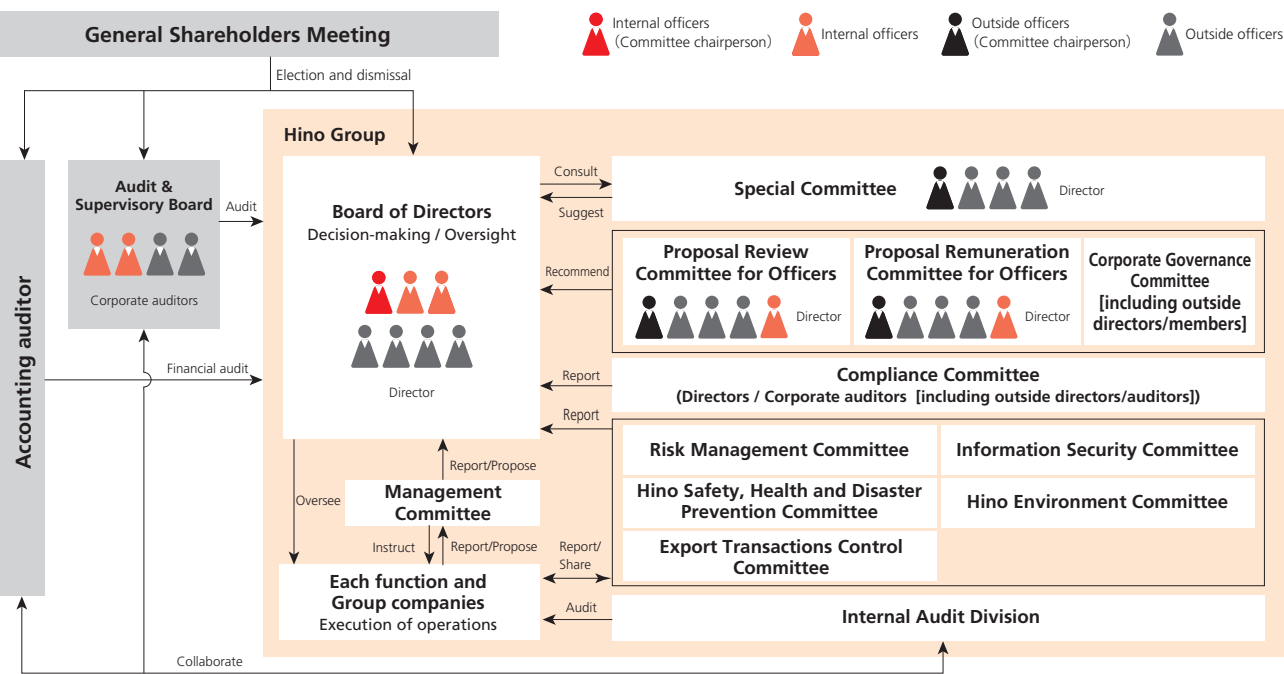 General Shareholders Meeting
Internal officers
(Committee chairperson)
Internal officers
Outside officers
(Committee chairperson)
Outside officers
Election and dismissal
Hino Group
Accounting auditor
Audit &
Supervisory Board
Corporate auditors
Audit
Financial audit
Board of Directors
Decision-making / Oversight
Director
Consult
Suggest
Special Committee
Director
Recommend
Proposal Review
Committee for Officers
Director
Proposal Remuneration
Committee for Officers
Director
Corporate Governance
Committee
[including outside
directors/members]
Report
Compliance Committee
(Directors / Corporate auditors [including outside directors/auditors])
Report
Risk Management Committee
Information Security Committee
Hino Safety, Health and Disaster
Prevention Committee
Hino Environment Committee
Export Transactions Control
Committee
Report/Propose
Oversee
Management
Committee
Instruct
Report/Propose
Report/
Share
Each function and
Group companies
Execution of operations
Audit
Internal Audit Division
Collaborate